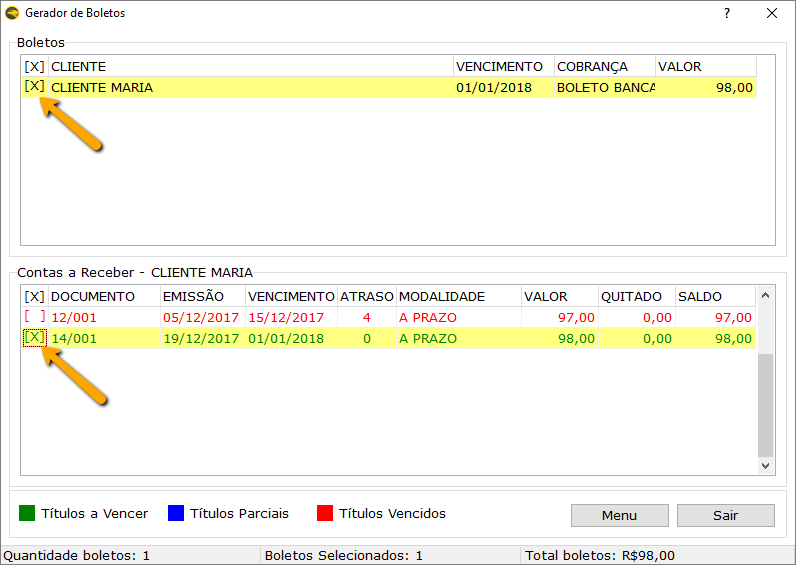 Gerador de Boletos ?
Boletos
[X] CLIENTE VENCIMENTO COBRANÇA VALOR
[X] CLIENTE MARIA 01/01/2018 BOLETO BANCA 98,00
Contas a Receber - CLIENTE MARIA
[X] DOCUMENTO EMISSÃO VENCIMENTO ATRASO MODALIDADE VALOR QUITADO SALDO
[ ] 12/001 05/12/2017 15/12/2017 4 A PRAZO 97,00 0,00 97,00
[X] 14/001 19/12/2017 01/01/2018 0 A PRAZO 98,00 0,00 98,00
Títulos a Vencer Títulos Parciais Títulos Vencidos Menu Sair
Quantidade boletos: 1 Boletos Selecionados: 1 Total boletos: R$98,00